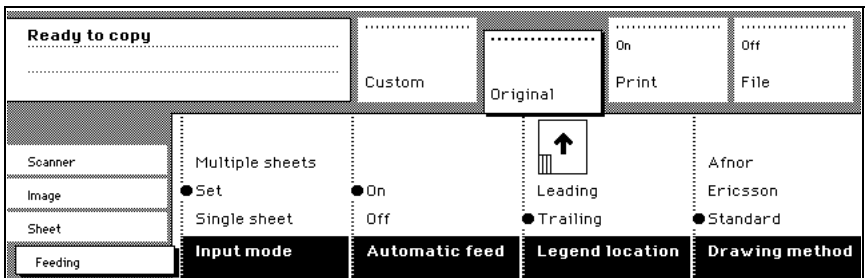 Ready to copy
Custom
Original
On
Print
Off
File
Scanner
Image
Sheet
Feeding
Multiple sheets
Set
Single sheet
Input mode
On
Off
Automatic feed
Leading
Trailing
Legend location
Afnor
Ericsson
Standard
Drawing method